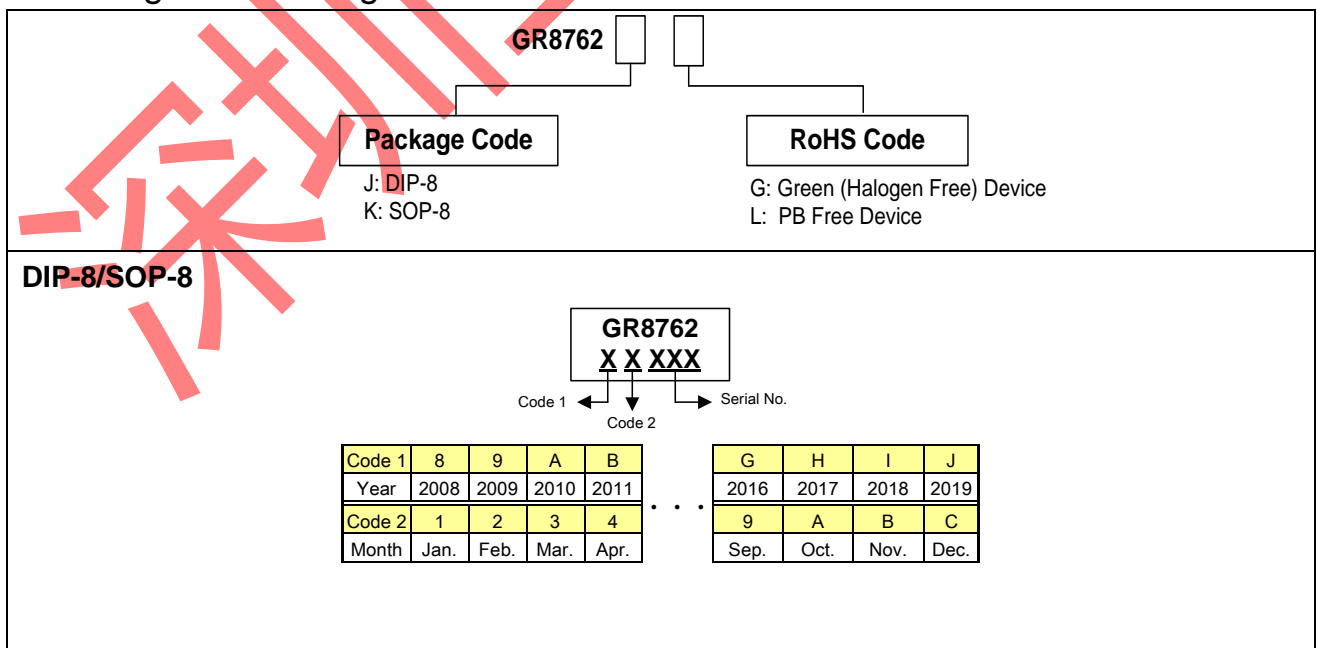 GR8762
Package Code
RoHS Code
J: DIP-8
K: SOP-8
G: Green (Halogen Free) Device
L: PB Free Device
DIP-8/SOP-8
GR8762
X X XXX
Code 1
Serial No.
Code 2
Code 1 8 9 A B G H I J
Year 2008 2009 2010 2011 . . . 2016 2017 2018 2019
Code 2 1 2 3 4 9 A B C
Month Jan. Feb. Mar. Apr. Sep. Oct. Nov. Dec.
深圳